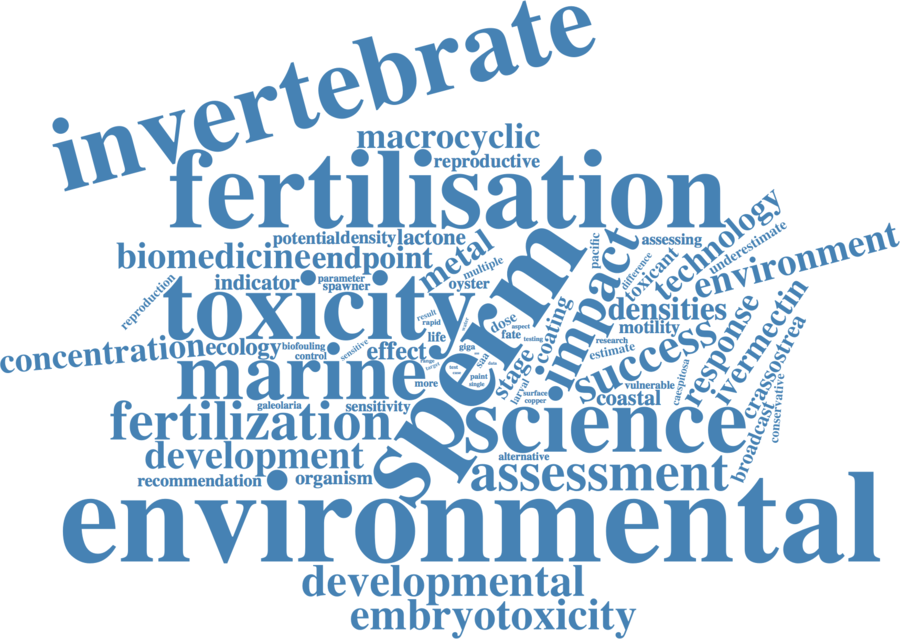 invertebrate
macrocyclic
reproductive
fertilisation
potential
density
lactone
metal
multiple
pacific
assessing
technology
underestimate
biomedicine
endpoint
difference
toxicant
environment
indicator
parameter
spawner
oyster
reproduction
toxicity
sperm
impact
densities
motility
result
rapid
dose
aspect
fate
testing
coating
concentration
ecology
biofouling
control
sensitive
effect
life
giga
research
estimate
success
response
ivermectin
crassostrea
marine
more
paint
single
stage
larval
surface
copper
vulnerable
coastal
caespitosa
conservative
broadcast
galeolaria
sensitivity
fertilization
science
development
alternative
recommendation
organism
assessment
environmental
developmental
embryotoxicity